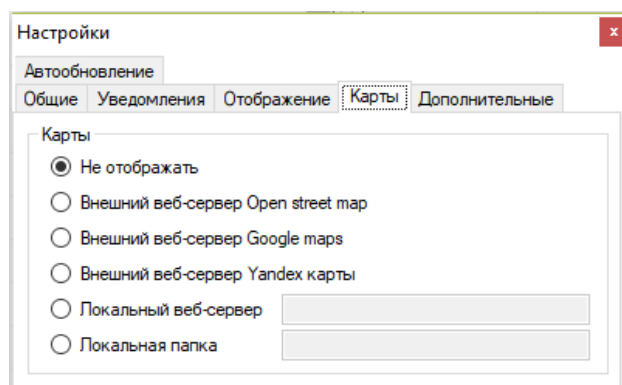 Настройки
x
Автообновление
Общие Уведомления Отображение Карты Дополнительные
Карты
Не отображать
Внешний веб-сервер Open street map
Внешний веб-сервер Google maps
Внешний веб-сервер Yandex карты
Локальный веб-сервер
Локальная папка